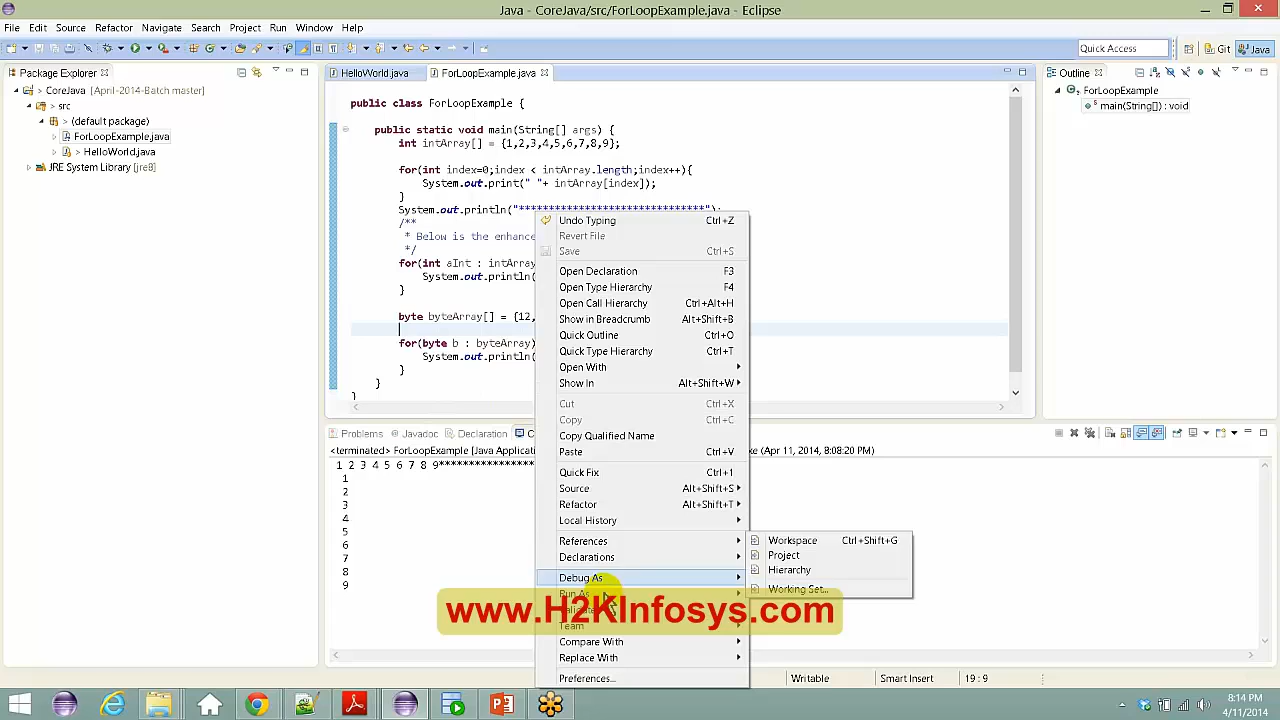 Java - CoreJava/src/ForLoopExample.java - Eclipse
File Edit Source Refactor Navigate Search Project Run Window Help
Quick Access
Git
Java
Package Explorer
CoreJava [April-2014-Batch master]
> src
> (default package)
> ForLoopExample.java
> HelloWorld.java
JRE System Library [jre8]
HelloWorld.java
ForLoopExample.java
public class ForLoopExample {
public static void main(String[] args) {
int intArray[] = {1,2,3,4,5,6,7,8,9};
for(int index=0;index < intArray.length;index++){
System.out.print(" "+ intArray[index]);
}
System.out.println("******************************");
/**
* Below is the enhanc
*/
for(int aInt : intArray
System.out.println(
}
byte byteArray[] = {12,
for(byte b : byteArray)
System.out.println(
}
}
}
Outline
ForLoopExample
main(String[]) : void
Undo Typing Ctrl+Z
Revert File
Save Ctrl+S
Open Declaration F3
Open Type Hierarchy F4
Open Call Hierarchy Ctrl+Alt+H
Show in Breadcrumb Alt+Shift+B
Quick Outline Ctrl+O
Quick Type Hierarchy Ctrl+T
Open With
Show In Alt+Shift+W
Cut Ctrl+X
Copy Ctrl+C
Copy Qualified Name
Paste Ctrl+V
Quick Fix Ctrl+1
Source Alt+Shift+S
Refactor Alt+Shift+T
Local History
References
Declarations
Debug As
Run As
Validate
Team
Compare With
Replace With
Preferences...
Workspace Ctrl+Shift+G
Project
Hierarchy
Working Set...
Problems
Javadoc
Declaration
<terminated> ForLoopExample [Java Applicati
xe (Apr 11, 2014, 8:08:20 PM)
1 2 3 4 5 6 7 8 9******************
1
2
3
4
5
6
7
8
9
www.H2KInfosys.com
Writable
Smart Insert
19 : 9
8:14 PM
4/11/2014